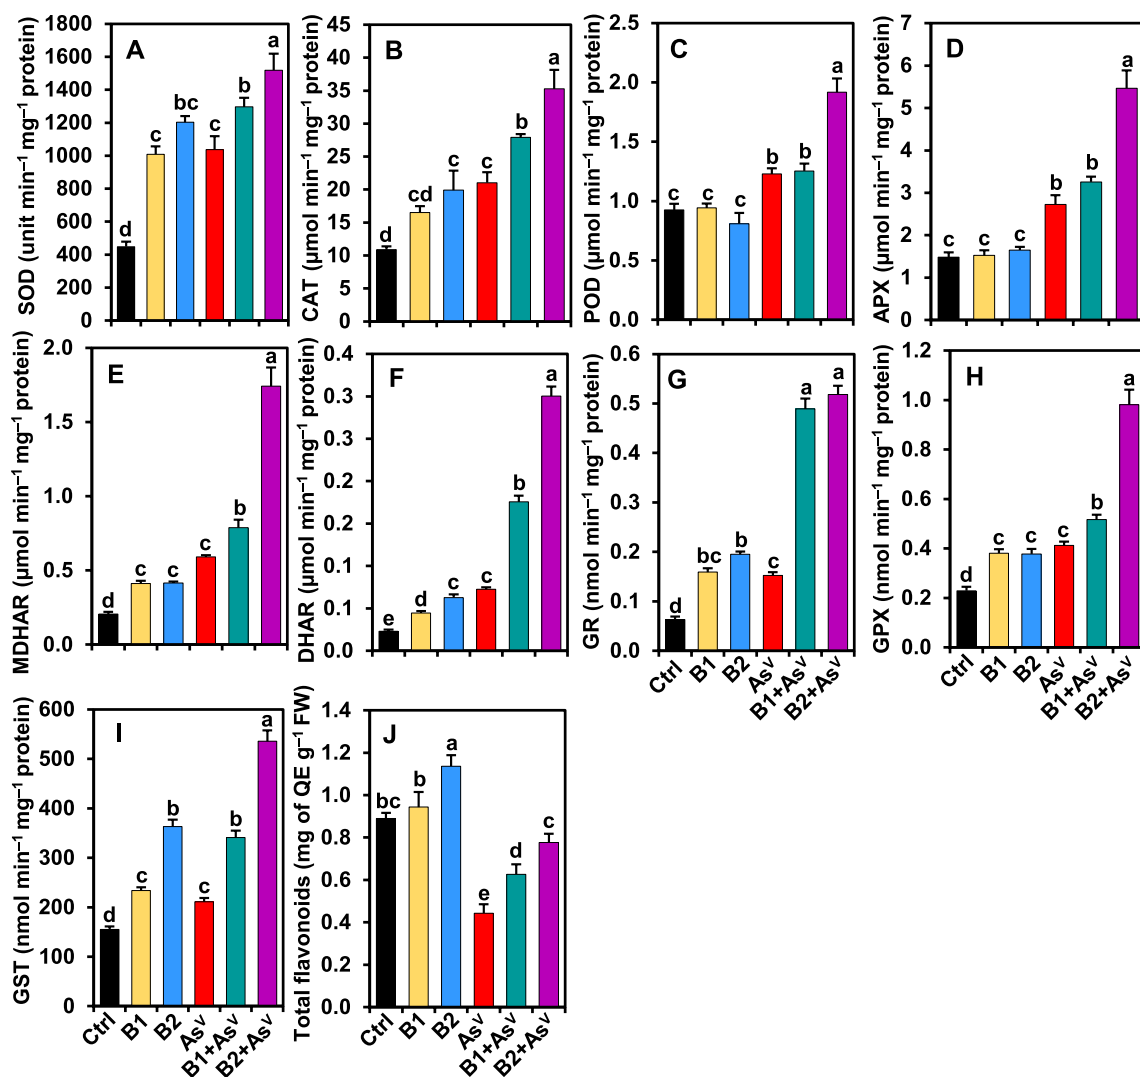 A
SOD (unit min⁻¹ mg⁻¹ protein)
1800
1600
1400
1200
1000
800
600
400
200
0
d
c
bc
c
b
a
B
CAT (µmol min⁻¹ mg⁻¹ protein)
45
40
35
30
25
20
15
10
5
0
d
cd
c
c
b
a
C
POD (µmol min⁻¹ mg⁻¹ protein)
2.5
2.0
1.5
1.0
0.5
0.0
c
c
c
b
b
a
D
APX (µmol min⁻¹ mg⁻¹ protein)
7
6
5
4
3
2
1
0
c
c
c
b
b
a
E
MDHAR (µmol min⁻¹ mg⁻¹ protein)
2.0
1.5
1.0
0.5
0.0
d
c
c
c
b
a
F
DHAR (µmol min⁻¹ mg⁻¹ protein)
0.4
0.3
0.3
0.2
0.2
0.1
0.1
0.0
e
d
c
c
b
a
G
GR (nmol min⁻¹ mg⁻¹ protein)
0.6
0.5
0.4
0.3
0.2
0.1
0.0
d
bc
b
c
a
a
Ctrl
B1
B2
Asⱽ
B1+Asⱽ
B2+Asⱽ
H
GPX (nmol min⁻¹ mg⁻¹ protein)
1.2
1.0
0.8
0.6
0.4
0.2
0.0
d
c
c
c
b
a
Ctrl
B1
B2
Asⱽ
B1+Asⱽ
B2+Asⱽ
I
GST (nmol min⁻¹ mg⁻¹ protein)
600
500
400
300
200
100
0
d
c
b
c
b
a
Ctrl
B1
B2
Asⱽ
B1+Asⱽ
B2+Asⱽ
J
Total flavonoids (mg of QE g⁻¹ FW)
1.4
1.2
1.0
0.8
0.6
0.4
0.2
0.0
bc
b
a
e
d
c
Ctrl
B1
B2
Asⱽ
B1+Asⱽ
B2+Asⱽ